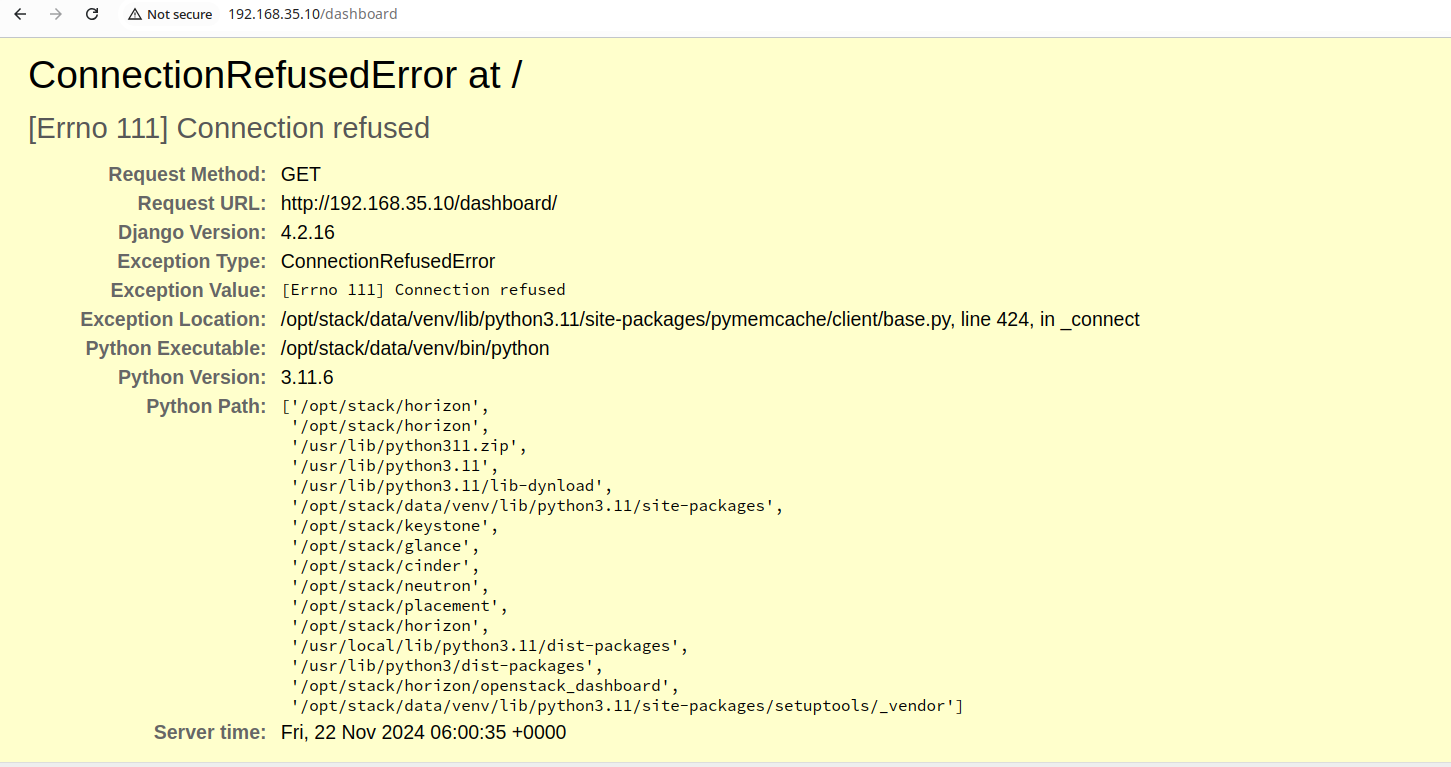 Not secure 192.168.35.10/dashboard
ConnectionRefusedError at /
[Errno 111] Connection refused
Request Method: GET
Request URL: http://192.168.35.10/dashboard/
Django Version: 4.2.16
Exception Type: ConnectionRefusedError
Exception Value: [Errno 111] Connection refused
Exception Location: /opt/stack/data/venv/lib/python3.11/site-packages/pymemcache/client/base.py, line 424, in _connect
Python Executable: /opt/stack/data/venv/bin/python
Python Version: 3.11.6
Python Path: ['/opt/stack/horizon',
'/opt/stack/horizon',
'/usr/lib/python311.zip',
'/usr/lib/python3.11',
'/usr/lib/python3.11/lib-dynload',
'/opt/stack/data/venv/lib/python3.11/site-packages',
'/opt/stack/keystone',
'/opt/stack/glance',
'/opt/stack/cinder',
'/opt/stack/neutron',
'/opt/stack/placement',
'/opt/stack/horizon',
'/usr/local/lib/python3.11/dist-packages',
'/usr/lib/python3/dist-packages',
'/opt/stack/horizon/openstack_dashboard',
'/opt/stack/data/venv/lib/python3.11/site-packages/setuptools/_vendor']
Server time: Fri, 22 Nov 2024 06:00:35 +0000